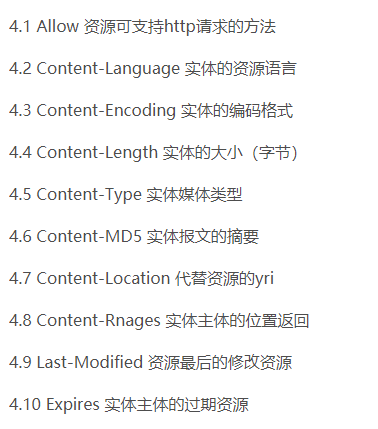 4.1 Allow 资源可支持http请求的方法
4.2 Content-Language 实体的资源语言
4.3 Content-Encoding 实体的编码格式
4.4 Content-Length 实体的大小（字节）
4.5 Content-Type 实体媒体类型
4.6 Content-MD5 实体报文的摘要
4.7 Content-Location 代替资源的yri
4.8 Content-Rnages 实体主体的位置返回
4.9 Last-Modified 资源最后的修改资源
4.10 Expires 实体主体的过期资源